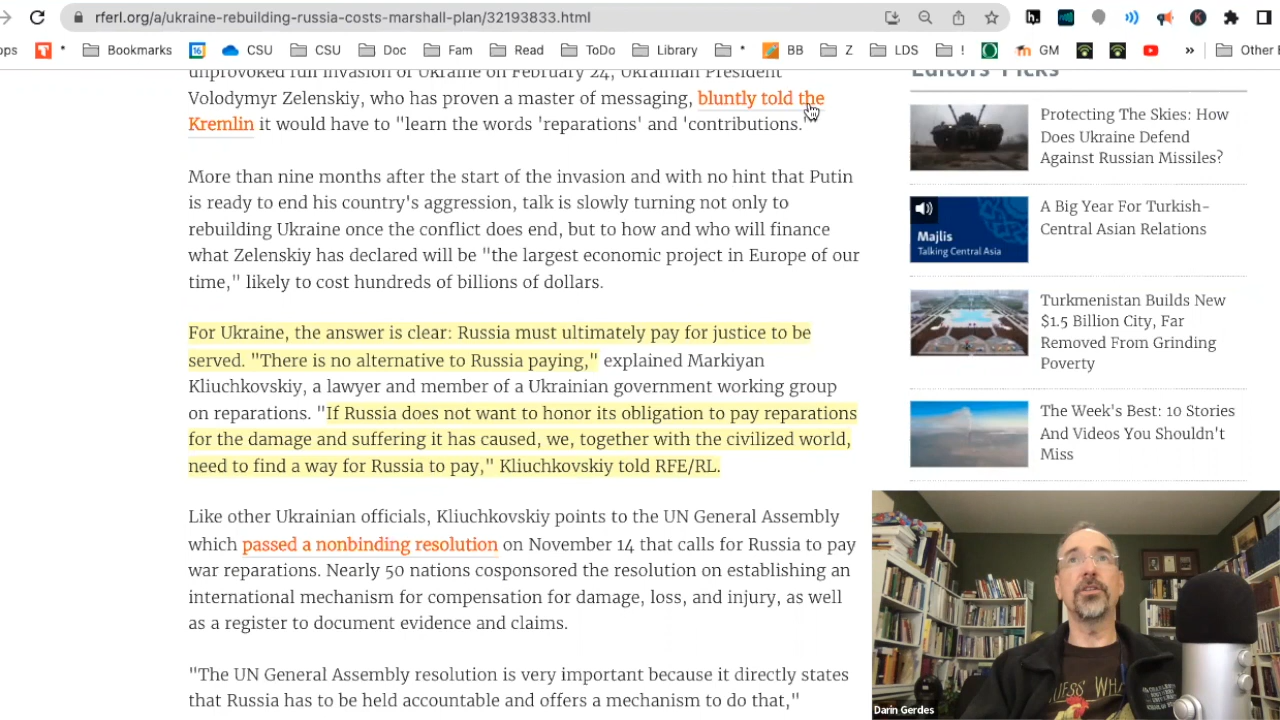 rferl.org/a/ukraine-rebuilding-russia-costs-marshall-plan/32193833.html
Bookmarks
CSU
CSU
Doc
Fam
Read
ToDo
Library
*
BB
Z
LDS
!
GM
»
Other
unprovoked full invasion of Ukraine on February 24, Ukrainian President
Volodymyr Zelenskiy, who has proven a master of messaging, bluntly told the
Kremlin it would have to "learn the words 'reparations' and 'contributions.'"
More than nine months after the start of the invasion and with no hint that Putin
is ready to end his country's aggression, talk is slowly turning not only to
rebuilding Ukraine once the conflict does end, but to how and who will finance
what Zelenskiy has declared will be "the largest economic project in Europe of our
time," likely to cost hundreds of billions of dollars.
For Ukraine, the answer is clear: Russia must ultimately pay for justice to be
served. "There is no alternative to Russia paying," explained Markiyan
Kliuchkovskiy, a lawyer and member of a Ukrainian government working group
on reparations. "If Russia does not want to honor its obligation to pay reparations
for the damage and suffering it has caused, we, together with the civilized world,
need to find a way for Russia to pay," Kliuchkovskiy told RFE/RL.
Like other Ukrainian officials, Kliuchkovskiy points to the UN General Assembly
which passed a nonbinding resolution on November 14 that calls for Russia to pay
war reparations. Nearly 50 nations cosponsored the resolution on establishing an
international mechanism for compensation for damage, loss, and injury, as well
as a register to document evidence and claims.
"The UN General Assembly resolution is very important because it directly states
that Russia has to be held accountable and offers a mechanism to do that,"
Editors' Picks
Protecting The Skies: How
Does Ukraine Defend
Against Russian Missiles?
Majlis
Talking Central Asia
A Big Year For Turkish-
Central Asian Relations
Turkmenistan Builds New
$1.5 Billion City, Far
Removed From Grinding
Poverty
The Week's Best: 10 Stories
And Videos You Shouldn't
Miss
GUESS WHAT
Darin Gerdes